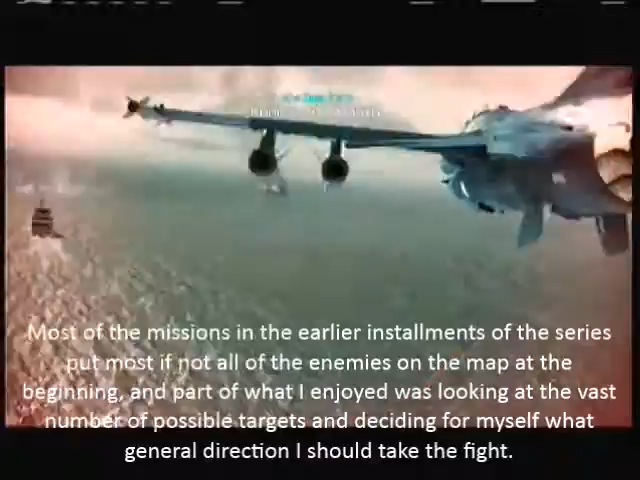 Most of the missions in the earlier installments of the series
put most if not all of the enemies on the map at the
beginning, and part of what I enjoyed was looking at the vast
number of possible targets and deciding for myself what
general direction I should take the fight.